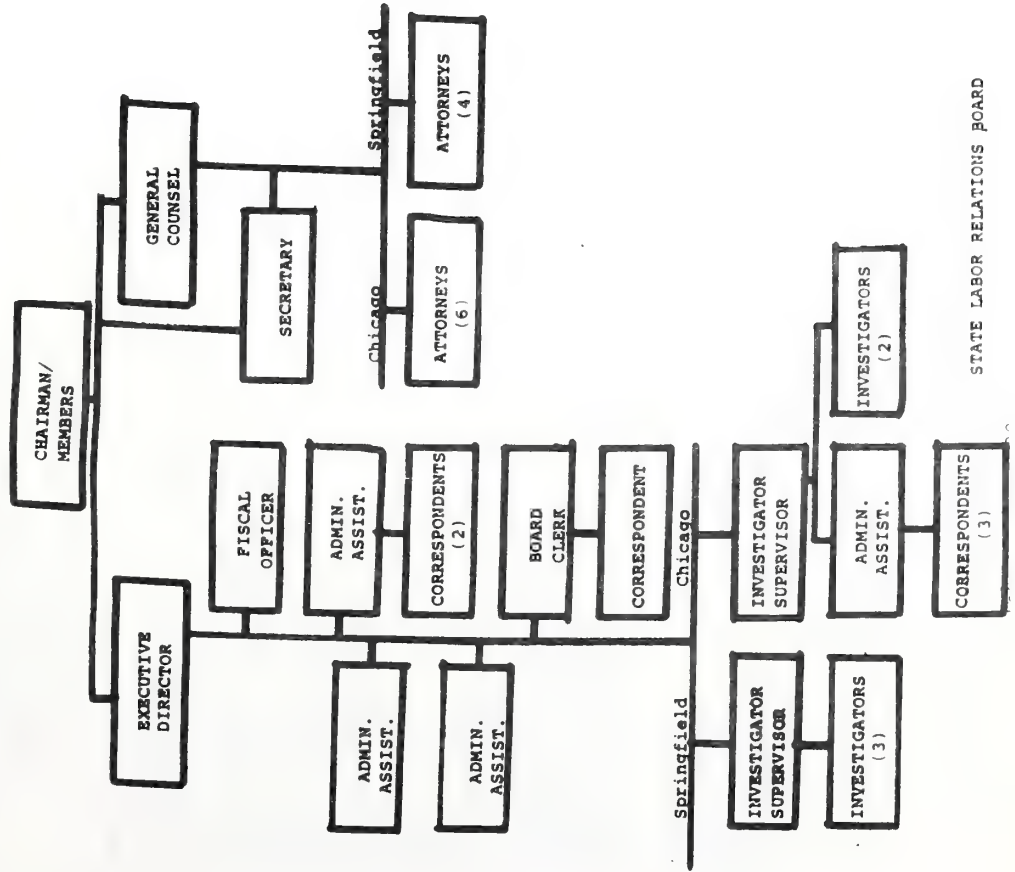 CHAIRMAN/
MEMBERS
EXECUTIVE
DIRECTOR
GENERAL
COUNSEL
SECRETARY
Chicago
Springfield
ATTORNEYS
(6)
ATTORNEYS
(4)
FISCAL
OFFICER
ADMIN.
ASSIST.
CORRESPONDENTS
(2)
ADMIN.
ASSIST.
ADMIN.
ASSIST.
BOARD
CLERK
CORRESPONDENT
Springfield
Chicago
INVESTIGATOR
SUPERVISOR
INVESTIGATORS
(3)
INVESTIGATOR
SUPERVISOR
ADMIN.
ASSIST.
INVESTIGATORS
(2)
CORRESPONDENTS
(3)
STATE LABOR RELATIONS BOARD